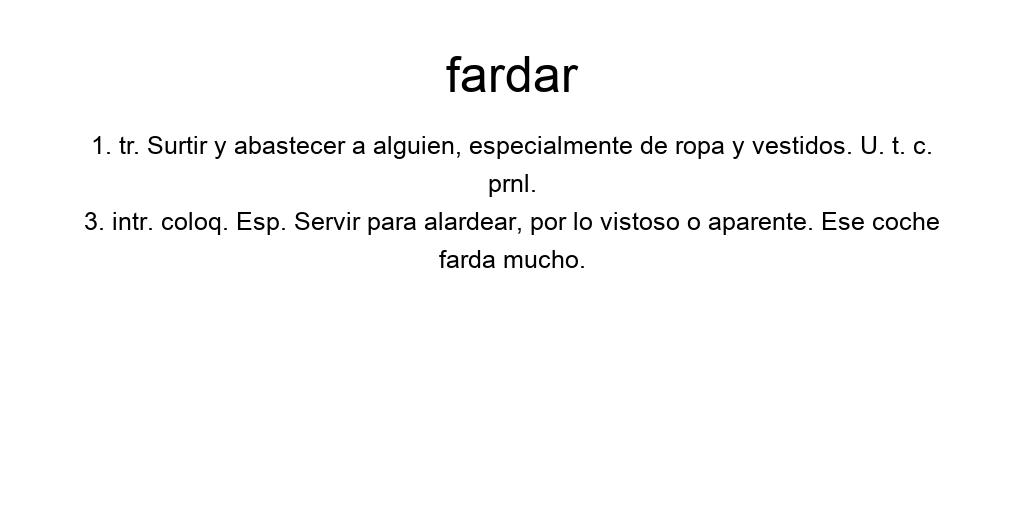 fardar
1. tr. Surtir y abastecer a alguien, especialmente de ropa y vestidos. U. t. c.
prnl.
3. intr. coloq. Esp. Servir para alardear, por lo vistoso o aparente. Ese coche
farda mucho.